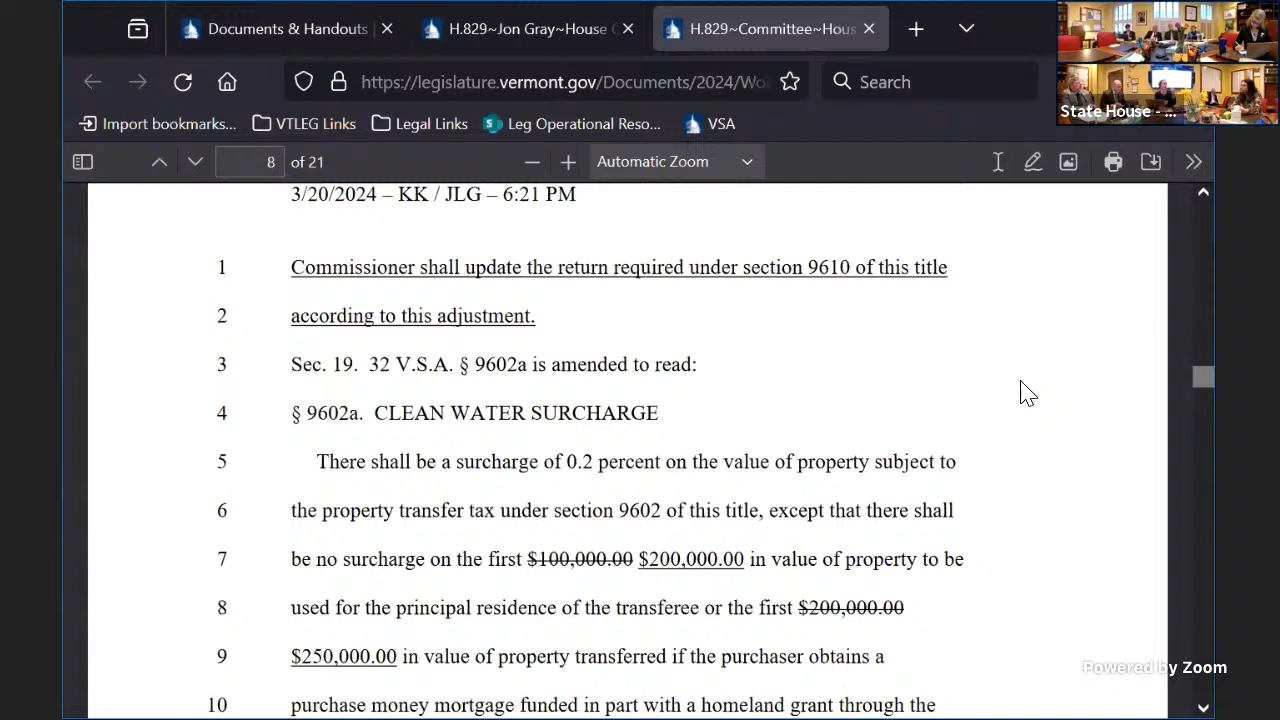 Documents & Handouts
H.829~Jon Gray~House
H.829~Committee~Hous
https://legislature.vermont.gov/Documents/2024/Wo
Search
Import bookmarks...
VTLEG Links
Legal Links
Leg Operational Reso...
VSA
State House - ...
8 of 21
Automatic Zoom
3/20/2024 – KK / JLG – 6:21 PM
1 Commissioner shall update the return required under section 9610 of this title
2 according to this adjustment.
3 Sec. 19. 32 V.S.A. § 9602a is amended to read:
4 § 9602a. CLEAN WATER SURCHARGE
5 There shall be a surcharge of 0.2 percent on the value of property subject to
6 the property transfer tax under section 9602 of this title, except that there shall
7 be no surcharge on the first $100,000.00 $200,000.00 in value of property to be
8 used for the principal residence of the transferee or the first $200,000.00
9 $250,000.00 in value of property transferred if the purchaser obtains a
10 purchase money mortgage funded in part with a homeland grant through the
Powered by Zoom